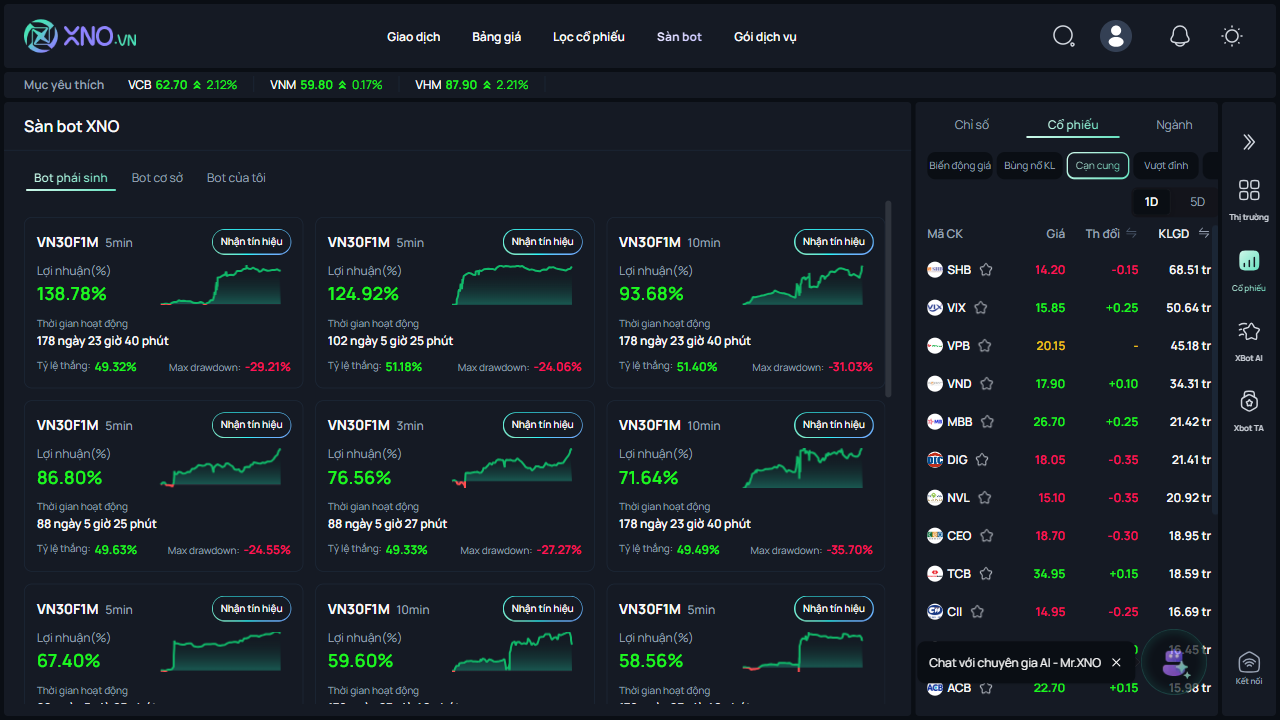 XNO.VN
Giao dịch Bảng giá Lọc cổ phiếu Sàn bot Gói dịch vụ
Mục yêu thích VCB 62.70 2.12% VNM 59.80 0.17% VHM 87.90 2.21%
Sàn bot XNO
Bot phái sinh Bot cơ sở Bot của tôi
VN30F1M 5min Nhận tín hiệu
Lợi nhuận(%)
138.78%
Thời gian hoạt động
178 ngày 23 giờ 40 phút
Tỷ lệ thắng: 49.32% Max drawdown: -29.21%
VN30F1M 5min Nhận tín hiệu
Lợi nhuận(%)
124.92%
Thời gian hoạt động
102 ngày 5 giờ 25 phút
Tỷ lệ thắng: 51.18% Max drawdown: -24.06%
VN30F1M 10min Nhận tín hiệu
Lợi nhuận(%)
93.68%
Thời gian hoạt động
178 ngày 23 giờ 40 phút
Tỷ lệ thắng: 51.40% Max drawdown: -31.03%
VN30F1M 5min Nhận tín hiệu
Lợi nhuận(%)
86.80%
Thời gian hoạt động
88 ngày 5 giờ 25 phút
Tỷ lệ thắng: 49.63% Max drawdown: -24.55%
VN30F1M 3min Nhận tín hiệu
Lợi nhuận(%)
76.56%
Thời gian hoạt động
88 ngày 5 giờ 27 phút
Tỷ lệ thắng: 49.33% Max drawdown: -27.27%
VN30F1M 10min Nhận tín hiệu
Lợi nhuận(%)
71.64%
Thời gian hoạt động
178 ngày 23 giờ 40 phút
Tỷ lệ thắng: 49.49% Max drawdown: -35.70%
VN30F1M 5min Nhận tín hiệu
Lợi nhuận(%)
67.40%
Thời gian hoạt động
VN30F1M 10min Nhận tín hiệu
Lợi nhuận(%)
59.60%
Thời gian hoạt động
VN30F1M 5min Nhận tín hiệu
Lợi nhuận(%)
58.56%
Thời gian hoạt động
Chỉ số Cổ phiếu Ngành
Biến động giá Bùng nổ KL Cạn cung Vượt đỉnh
1D 5D
Mã CK Giá Th đổi KLGD
SHB 14.20 -0.15 68.51 tr
VIX 15.85 +0.25 50.64 tr
VPB 20.15 - 45.18 tr
VND 17.90 +0.10 34.31 tr
MBB 26.70 +0.25 21.42 tr
DIG 18.05 -0.35 21.41 tr
NVL 15.10 -0.35 20.92 tr
CEO 18.70 -0.30 18.95 tr
TCB 34.95 +0.15 18.59 tr
CII 14.95 -0.25 16.69 tr
16.45 tr
ACB 22.70 +0.15 15.98 tr
Chat với chuyên gia AI - Mr.XNO
Thị trường
Cổ phiếu
XBot AI
Xbot TA
Kết nối